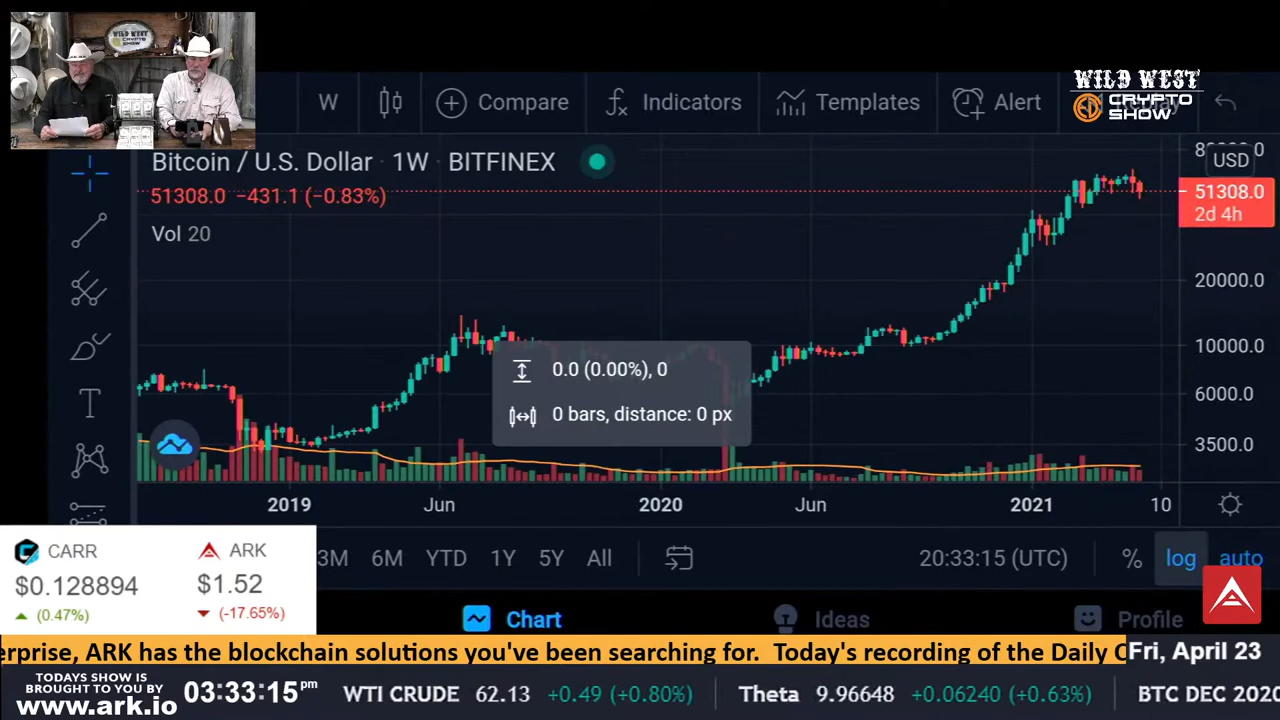 WILD WEST
CRYPTO
SHOW
W
Compare
Indicators
Templates
Alert
WILD WEST
CRYPTO
SHOW
Bitcoin / U.S. Dollar · 1W · BITFINEX
USD
51308.0 −431.1 (−0.83%)
51308.0
2d 4h
Vol 20
20000.0
10000.0
6000.0
3500.0
0.0 (0.00%), 0
0 bars, distance: 0 px
2019
Jun
2020
Jun
2021
10
3M
6M
YTD
1Y
5Y
All
20:33:15 (UTC)
%
log
auto
CARR
$0.128894
(0.47%)
ARK
$1.52
(-17.65%)
Chart
Ideas
Profile
erprise, ARK has the blockchain solutions you've been searching for. Today's recording of the Daily
Fri, April 23
TODAYS SHOW IS
BROUGHT TO YOU BY
www.ark.io
03:33:15pm
WTI CRUDE 62.13 +0.49 (+0.80%)
Theta 9.96648 +0.06240 (+0.63%)
BTC DEC 2020